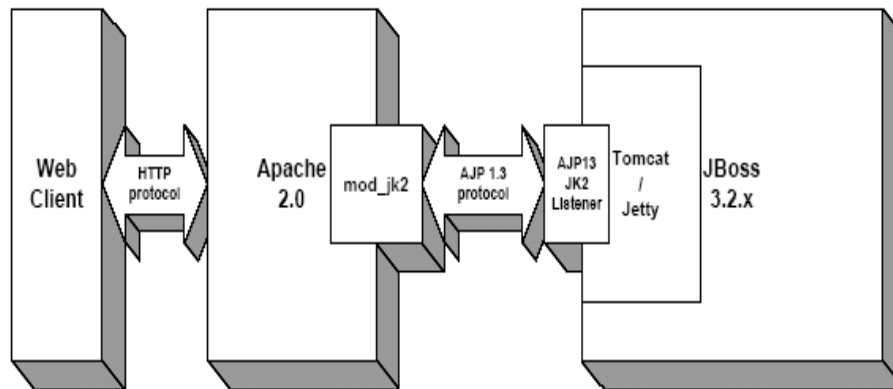 Web
Client
HTTP
protocol
Apache
2.0
mod_jk2
AJP 1.3
protocol
AJP13
JK2
Listener
Tomcat
/
Jetty
JBoss
3.2.x